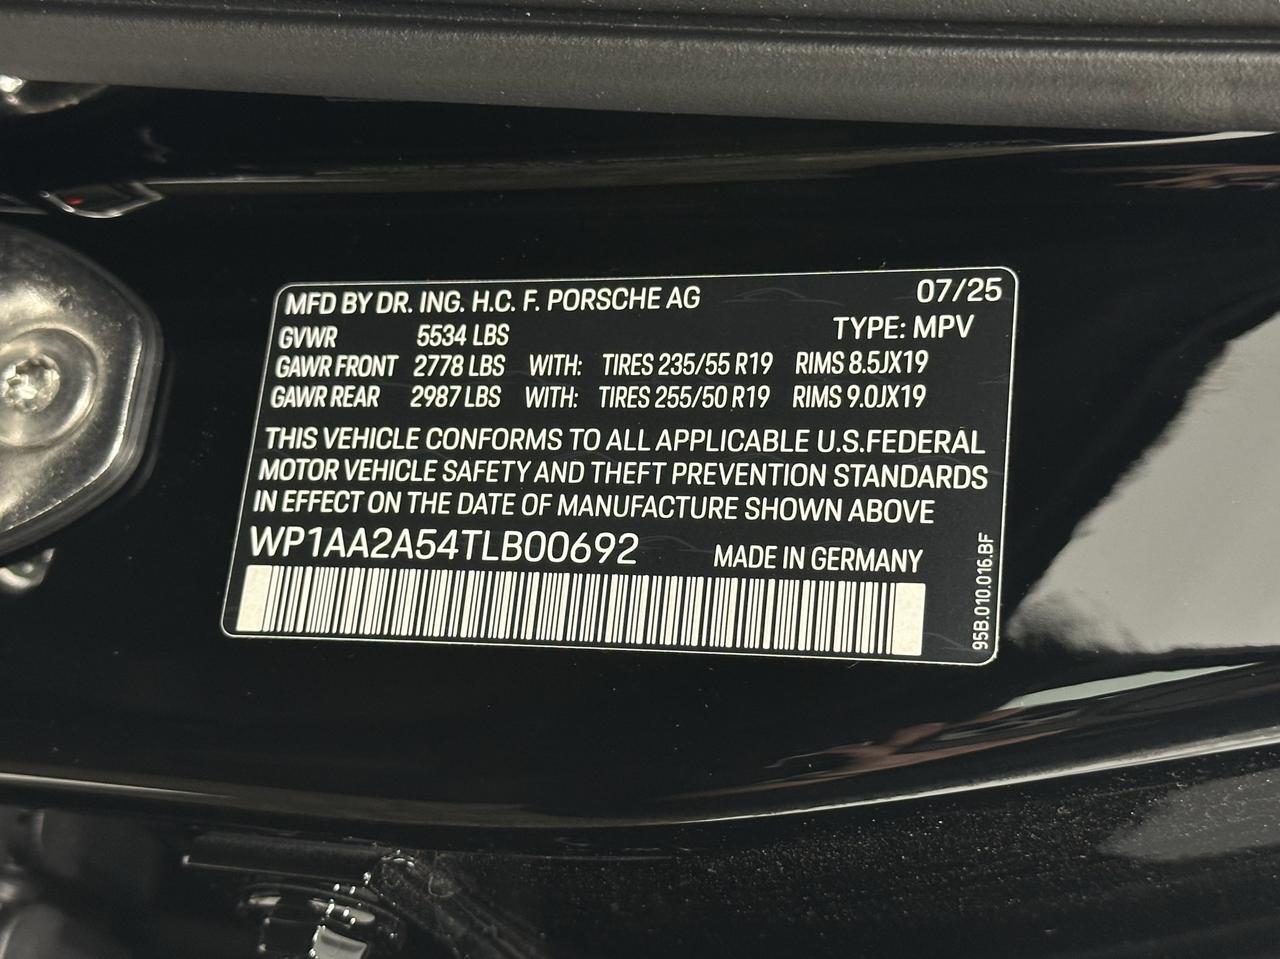 MFD BY DR. ING. H.C. F. PORSCHE AG 07/25
GVWR 5534 LBS TYPE: MPV
GAWR FRONT 2778 LBS WITH: TIRES 235/55 R19 RIMS 8.5JX19
GAWR REAR 2987 LBS WITH: TIRES 255/50 R19 RIMS 9.0JX19
THIS VEHICLE CONFORMS TO ALL APPLICABLE U.S.FEDERAL
MOTOR VEHICLE SAFETY AND THEFT PREVENTION STANDARDS
IN EFFECT ON THE DATE OF MANUFACTURE SHOWN ABOVE
WP1AA2A54TLB00692 MADE IN GERMANY
95B.010.016.BF